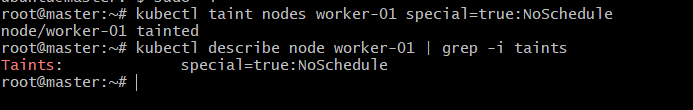 root@master:~# kubectl taint nodes worker-01 special=true:NoSchedule
node/worker-01 tainted
root@master:~# kubectl describe node worker-01 | grep -i taints
Taints:             special=true:NoSchedule
root@master:~#